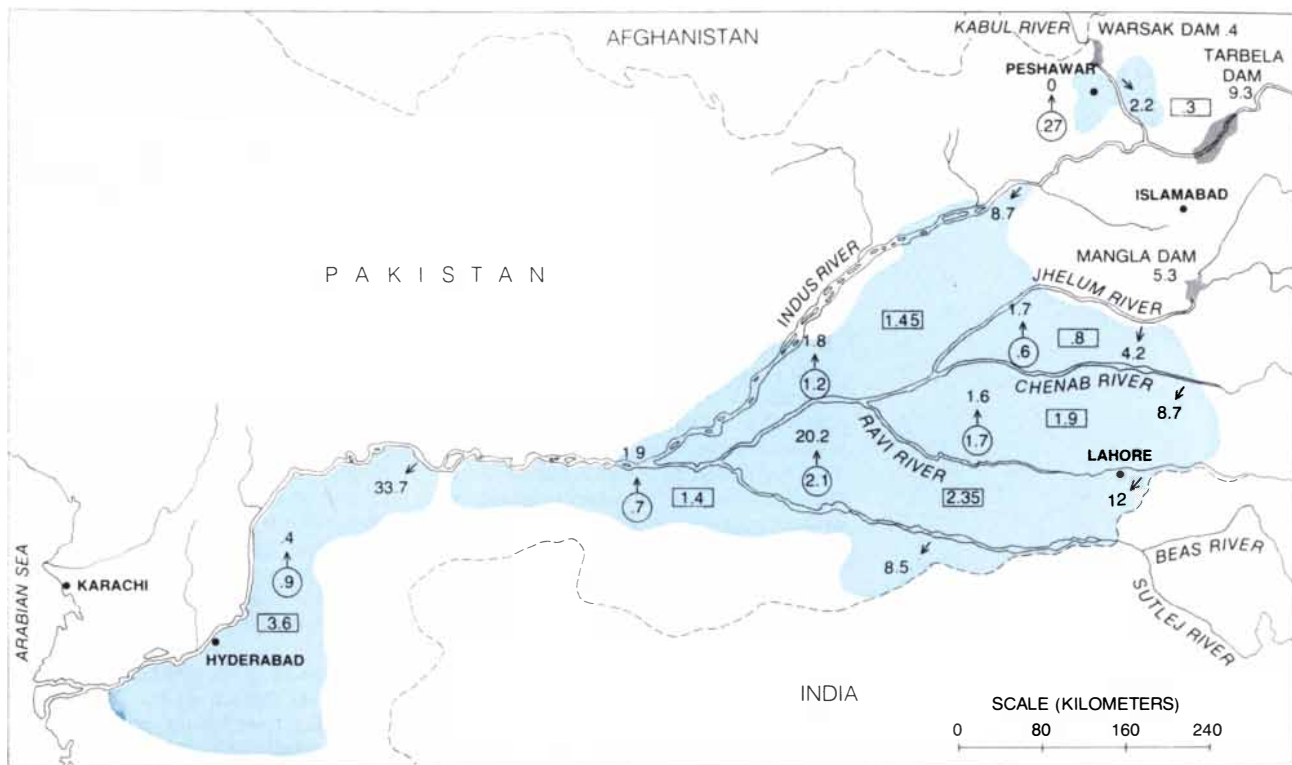 AFGHANISTAN
KABUL RIVER
WARSAK DAM .4
TARBELA
DAM
9.3
PESHAWAR
0
.27
2.2
.3
ISLAMABAD
8.7
MANGLA DAM
5.3
PAKISTAN
INDUS RIVER
JHELUM RIVER
1.45
1.7
.6
.8
4.2
1.8
1.2
CHENAB RIVER
8.7
1.6
1.7
1.9
RAVI RIVER
LAHORE
12
20.2
2.1
2.35
1 9
.7
1.4
33.7
8.5
BEAS RIVER
SUTLEJ RIVER
.4
.9
3.6
ARABIAN SEA
KARACHI
HYDERABAD
INDIA
SCALE (KILOMETERS)
0 80 160 240